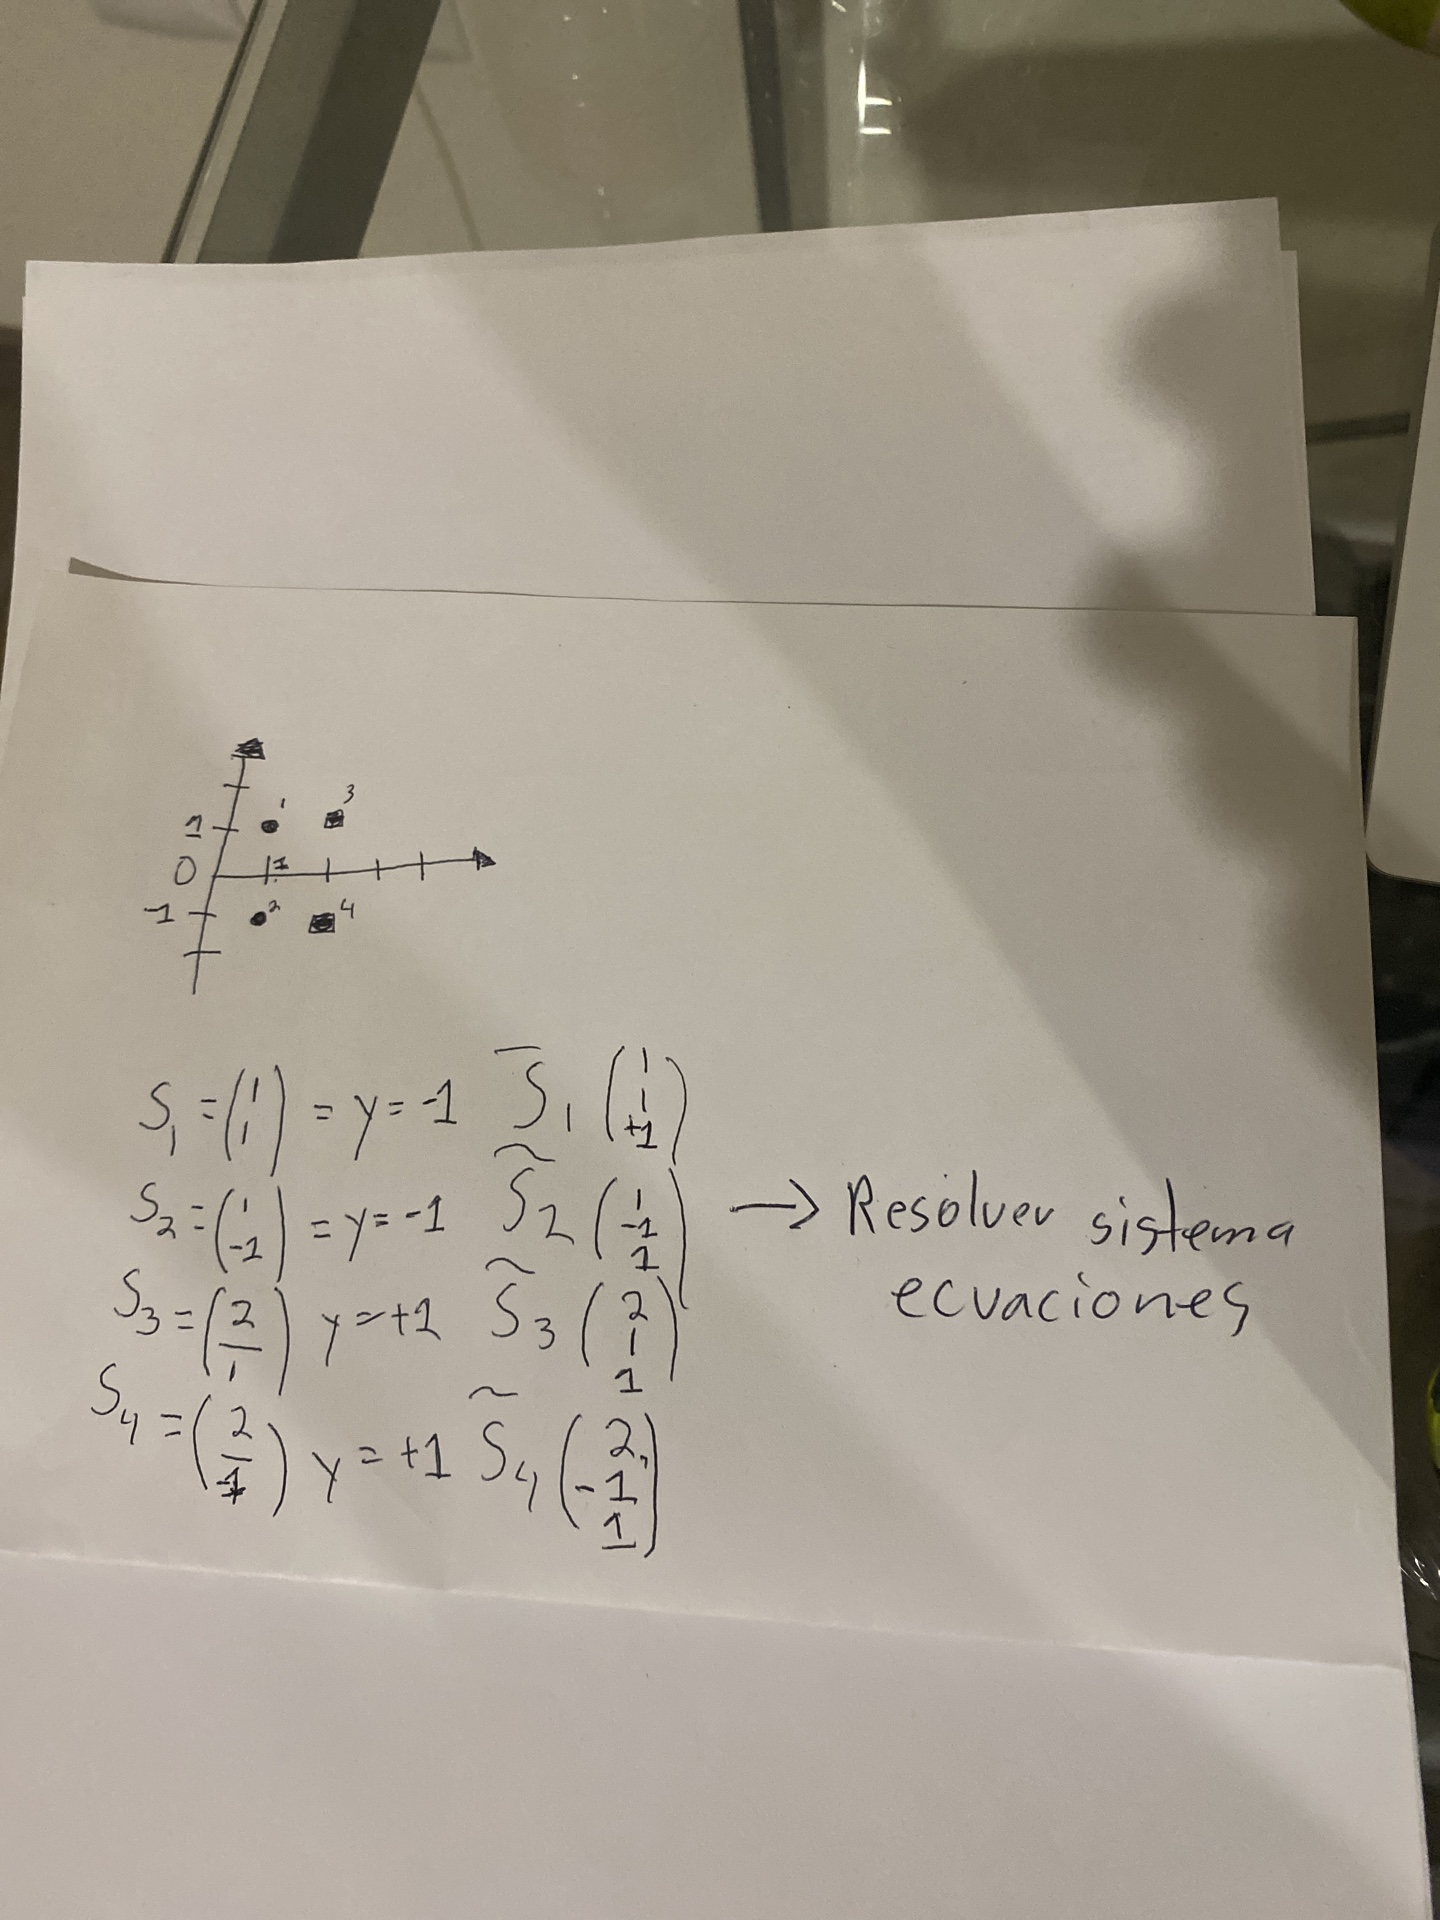 1 3
1
0 1
-1 2 4
S1 = (1 1) = y = -1 S̅1 (1 1 +1)
S2 = (1 -1) = y = -1 S̃2 (1 -1 1) → Resolver sistema
ecuaciones
S3 = (2 1) y = +1 S̃3 (2 1 1)
S4 = (2 -1) y = +1 S̃4 (2 -1 1)